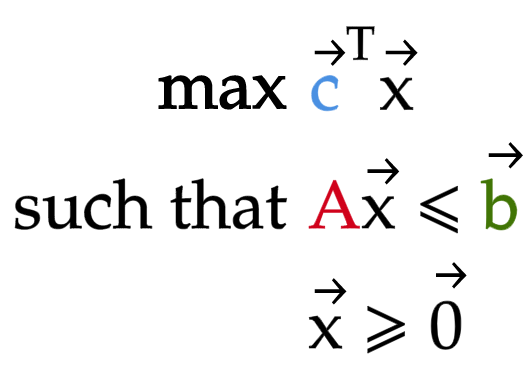 max c⃗ᵀx⃗
such that Ax⃗ ⩽ b⃗
x⃗ ⩾ 0⃗